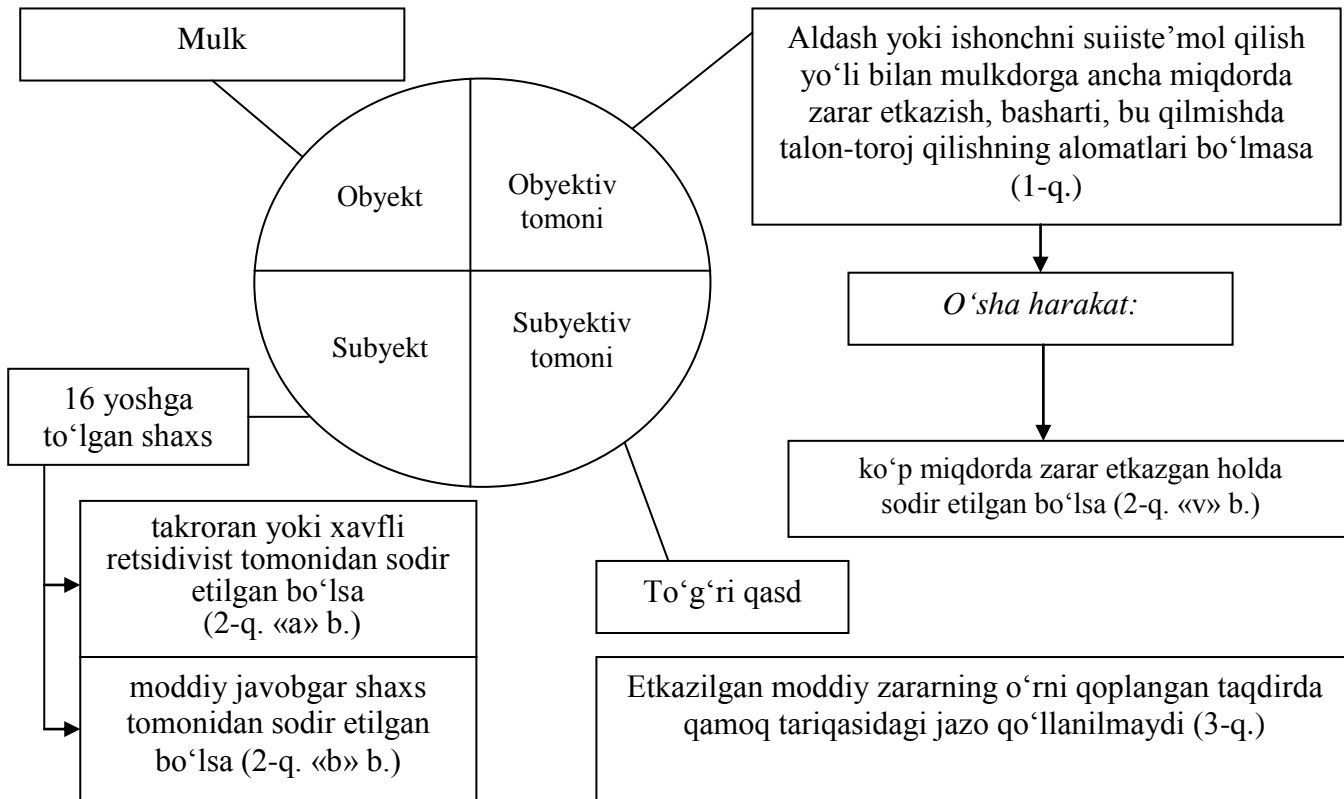 Mulk
Aldash yoki ishonchni suiiste’mol qilish
yo‘li bilan mulkdorga ancha miqdorda
zarar etkazish, basharti, bu qilmishda
talon-toroj qilishning alomatlari bo‘lmasa
(1-q.)
Obyekt
Obyektiv
tomoni
Subyekt
Subyektiv
tomoni
O‘sha harakat:
16 yoshga
to‘lgan shaxs
ko‘p miqdorda zarar etkazgan holda
sodir etilgan bo‘lsa (2-q. «v» b.)
takroran yoki xavfli
retsidivist tomonidan sodir
etilgan bo‘lsa
(2-q. «a» b.)
To‘g‘ri qasd
moddiy javobgar shaxs
tomonidan sodir etilgan
bo‘lsa (2-q. «b» b.)
Etkazilgan moddiy zararning o‘rni qoplangan taqdirda
qamoq tariqasidagi jazo qo‘llanilmaydi (3-q.)